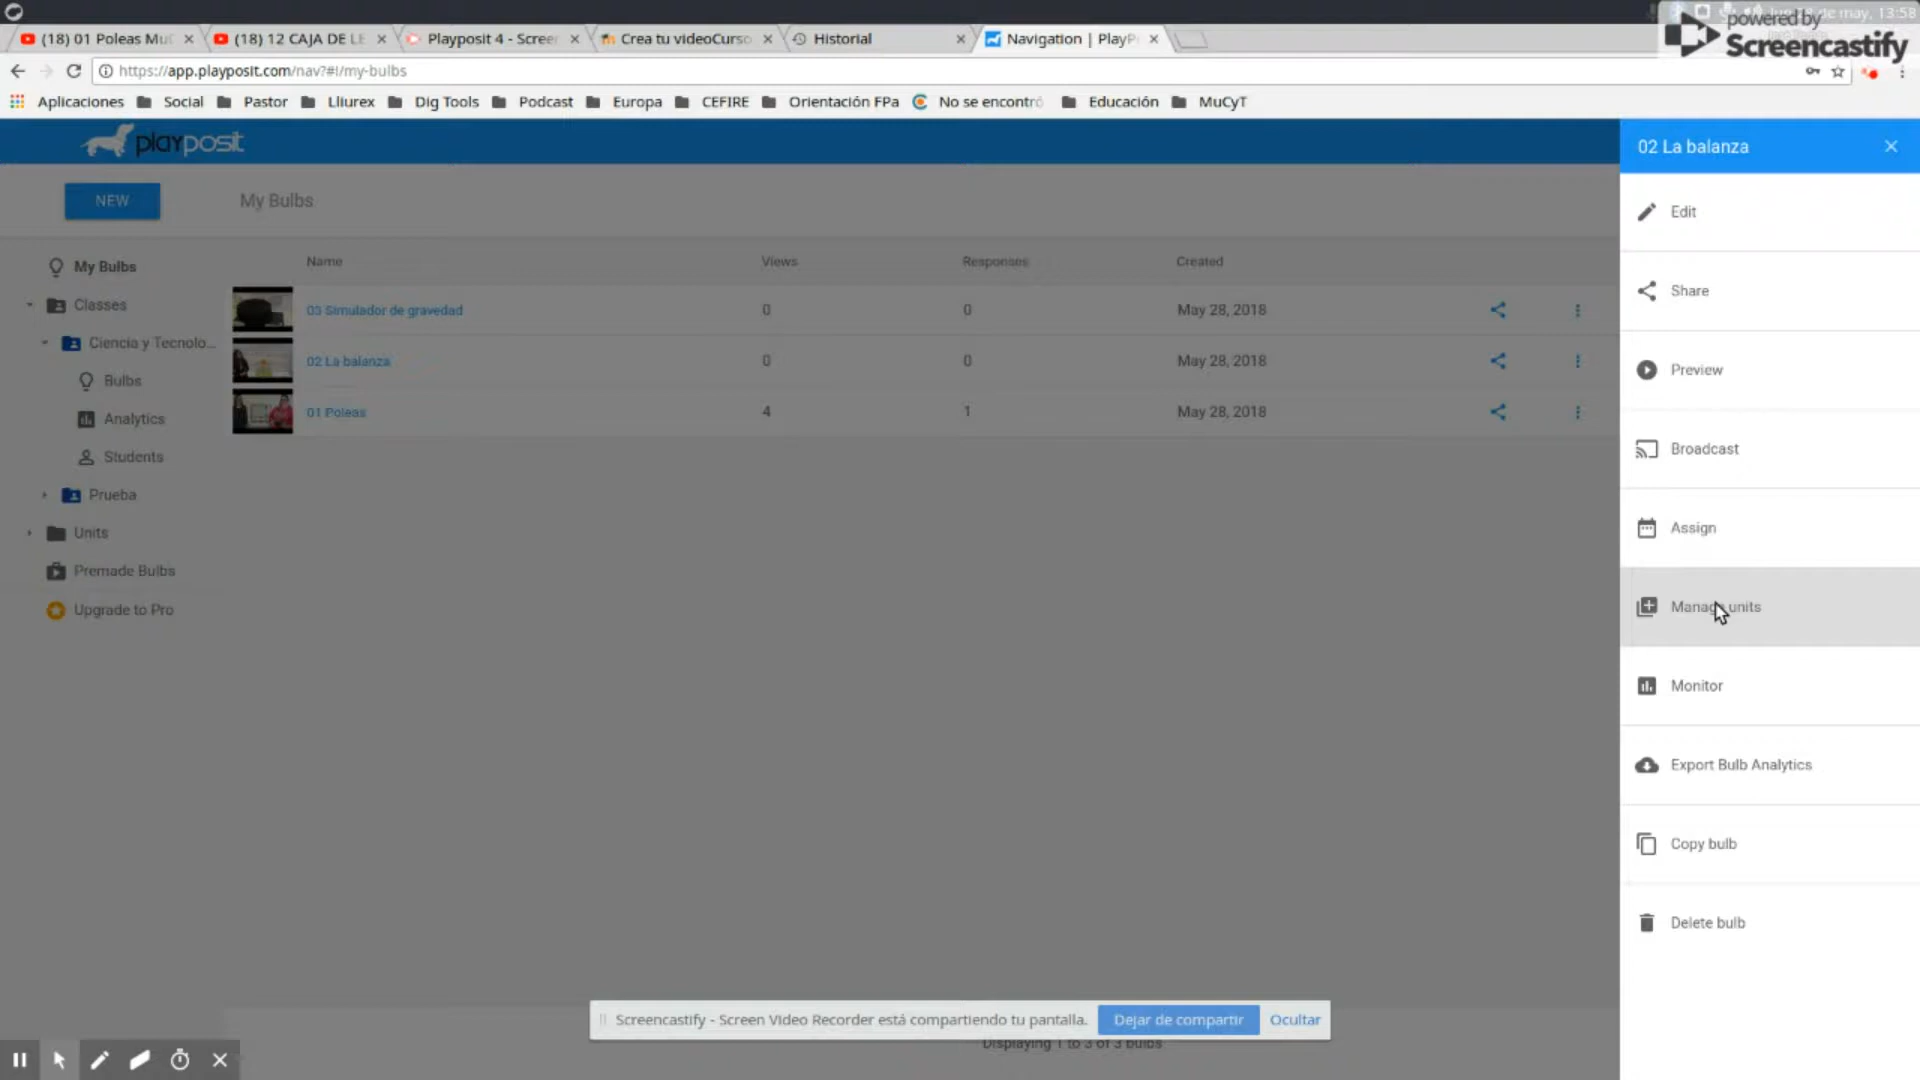 (18) 01 Poleas Mu
(18) 12 CAJA DE LE
Playposit 4 - Screen
Crea tu videoCurso
Historial
Navigation | PlayP
powered by
Screencastify
de may, 13:58
https://app.playposit.com/nav?#!/my-bulbs
Aplicaciones
Social
Pastor
Lliurex
Dig Tools
Podcast
Europa
CEFIRE
Orientación FPa
No se encontró
Educación
MuCyT
playposit
02 La balanza
NEW
My Bulbs
My Bulbs
Classes
Ciencia y Tecnolo...
Bulbs
Analytics
Students
Prueba
Units
Premade Bulbs
Upgrade to Pro
Name Views Responses Created
03 Simulador de gravedad 0 0 May 28, 2018
02 La balanza 0 0 May 28, 2018
01 Poleas 4 1 May 28, 2018
Edit
Share
Preview
Broadcast
Assign
Manage units
Monitor
Export Bulb Analytics
Copy bulb
Delete bulb
Screencastify - Screen Video Recorder está compartiendo tu pantalla.
Dejar de compartir
Ocultar
Displaying 1 to 3 of 3 bulbs